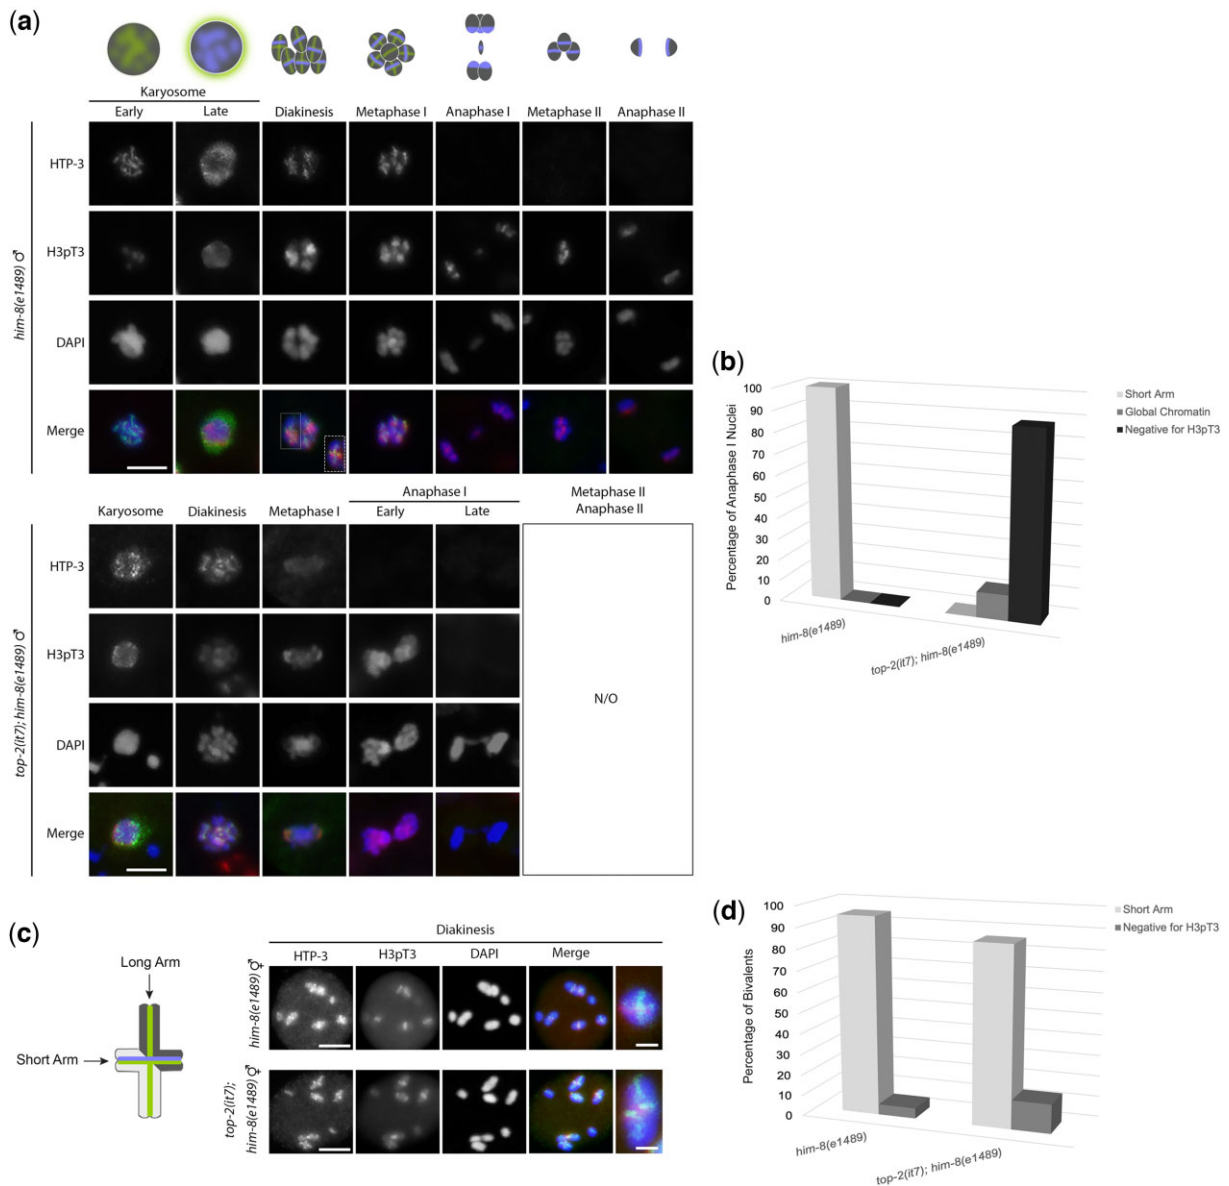 (a)
Karyosome
Early Late Diakinesis Metaphase I Anaphase I Metaphase II Anaphase II
him-8(e1489) ♂
HTP-3
H3pT3
DAPI
Merge
Anaphase I
Metaphase II
Anaphase II
Karyosome Diakinesis Metaphase I Early Late
top-2(it7); him-8(e1489) ♂
HTP-3
H3pT3
DAPI
Merge
N/O
(b)
Percentage of Anaphase I Nuclei
100
90
80
70
60
50
40
30
20
10
0
him-8(e1489)
top-2(it7); him-8(e1489)
Short Arm
Global Chromatin
Negative for H3pT3
(c)
Long Arm
Short Arm
Diakinesis
HTP-3 H3pT3 DAPI Merge
him-8(e1489) ⚥
top-2(it7);
him-8(e1489) ⚥
(d)
Percentage of Bivalents
100
90
80
70
60
50
40
30
20
10
0
him-8(e1489)
top-2(it7); him-8(e1489)
Short Arm
Negative for H3pT3